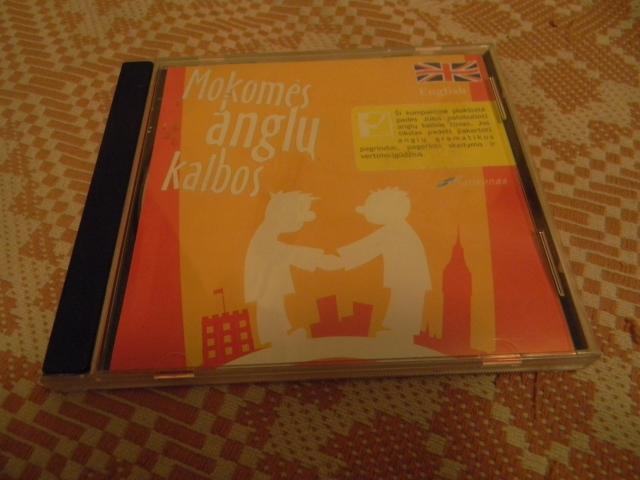 Mokomės
anglų
kalbos
English
Ši kompaktinė plokštelė
padės Jums patobulinti
anglų kalbos žinias. Jos
tikslas padėti pakartoti
anglų gramatikos
pagrindus, pagerinti skaitymo ir
vertimo įgūdžius.